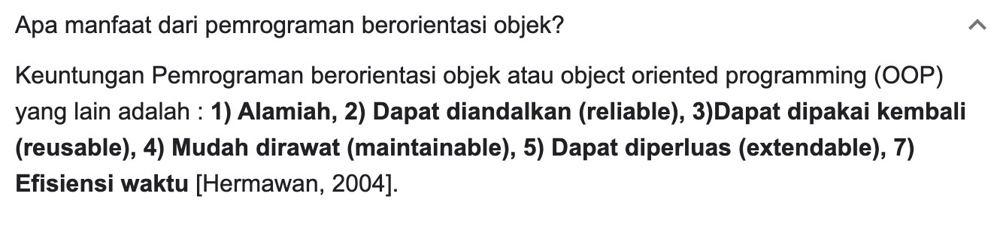 Apa manfaat dari pemrograman berorientasi objek?
Keuntungan Pemrograman berorientasi objek atau object oriented programming (OOP)
yang lain adalah : 1) Alamiah, 2) Dapat diandalkan (reliable), 3)Dapat dipakai kembali
(reusable), 4) Mudah dirawat (maintainable), 5) Dapat diperluas (extendable), 7)
Efisiensi waktu [Hermawan, 2004].